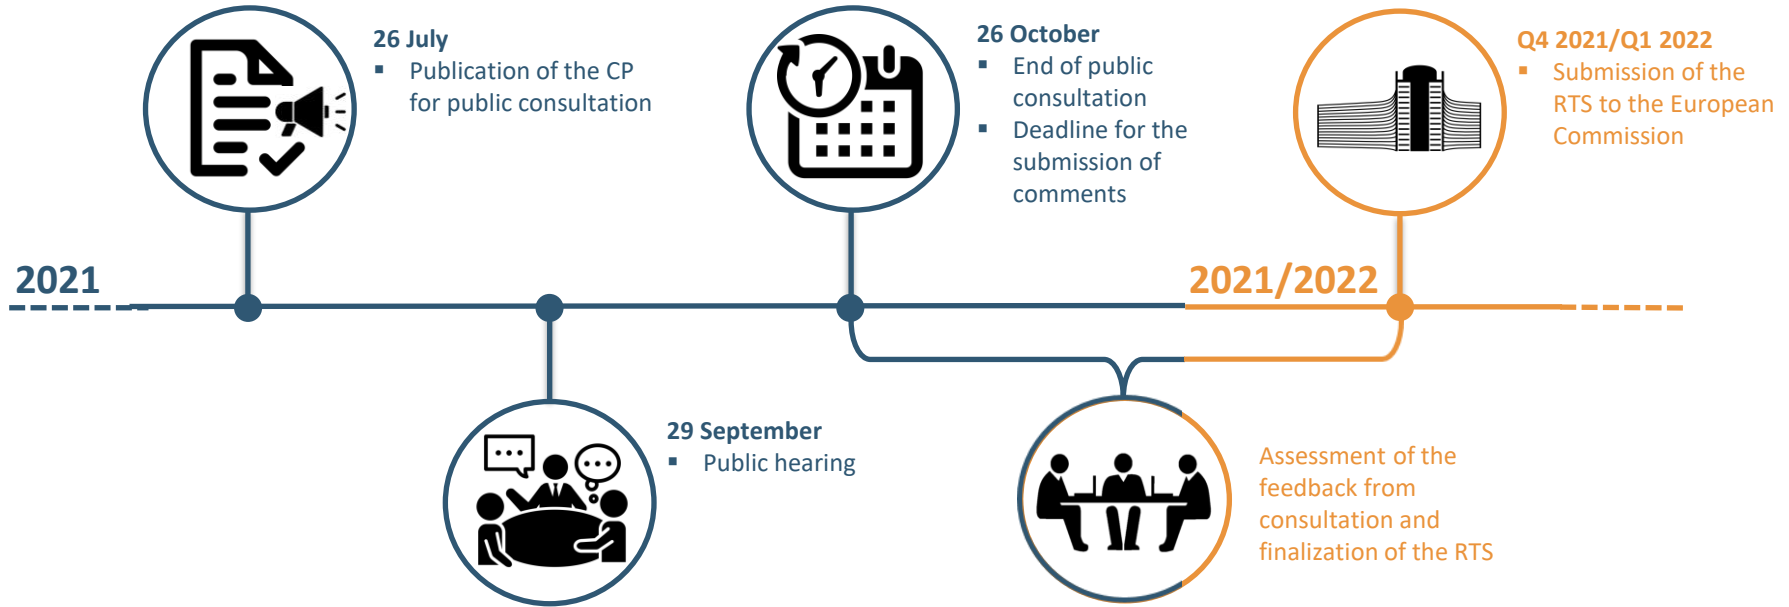 26 July
▪ Publication of the CP
for public consultation
26 October
▪ End of public
consultation
▪ Deadline for the
submission of
comments
Q4 2021/Q1 2022
▪ Submission of the
RTS to the European
Commission
2021
2021/2022
29 September
▪ Public hearing
Assessment of the
feedback from
consultation and
finalization of the RTS